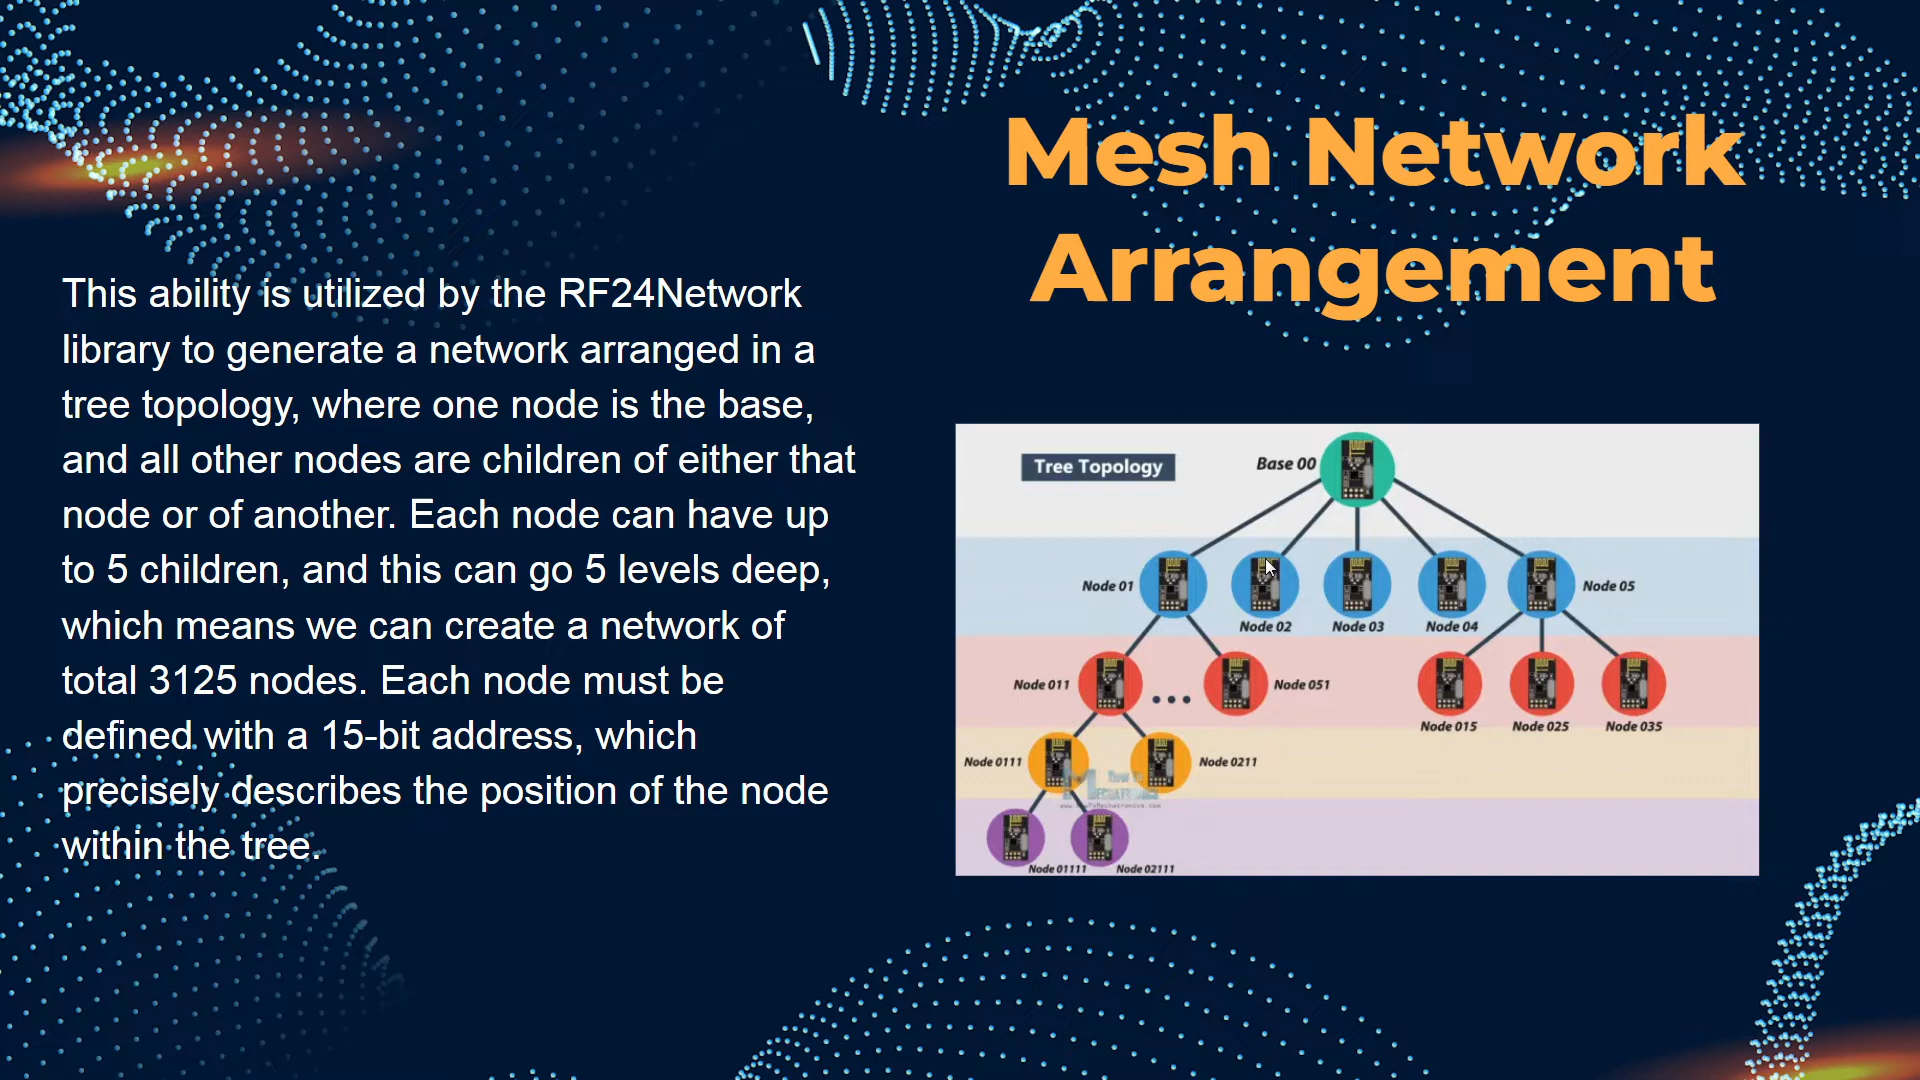 Mesh Network
Arrangement
This ability is utilized by the RF24Network
library to generate a network arranged in a
tree topology, where one node is the base,
and all other nodes are children of either that
node or of another. Each node can have up
to 5 children, and this can go 5 levels deep,
which means we can create a network of
total 3125 nodes. Each node must be
defined with a 15-bit address, which
precisely describes the position of the node
within the tree.
Tree Topology
Base 00
Node 01
Node 02
Node 03
Node 04
Node 05
Node 011
Node 051
Node 015
Node 025
Node 035
Node 0111
Node 0211
How To
MECHATRONICS
www.HowToMechatronics.com
Node 01111
Node 02111